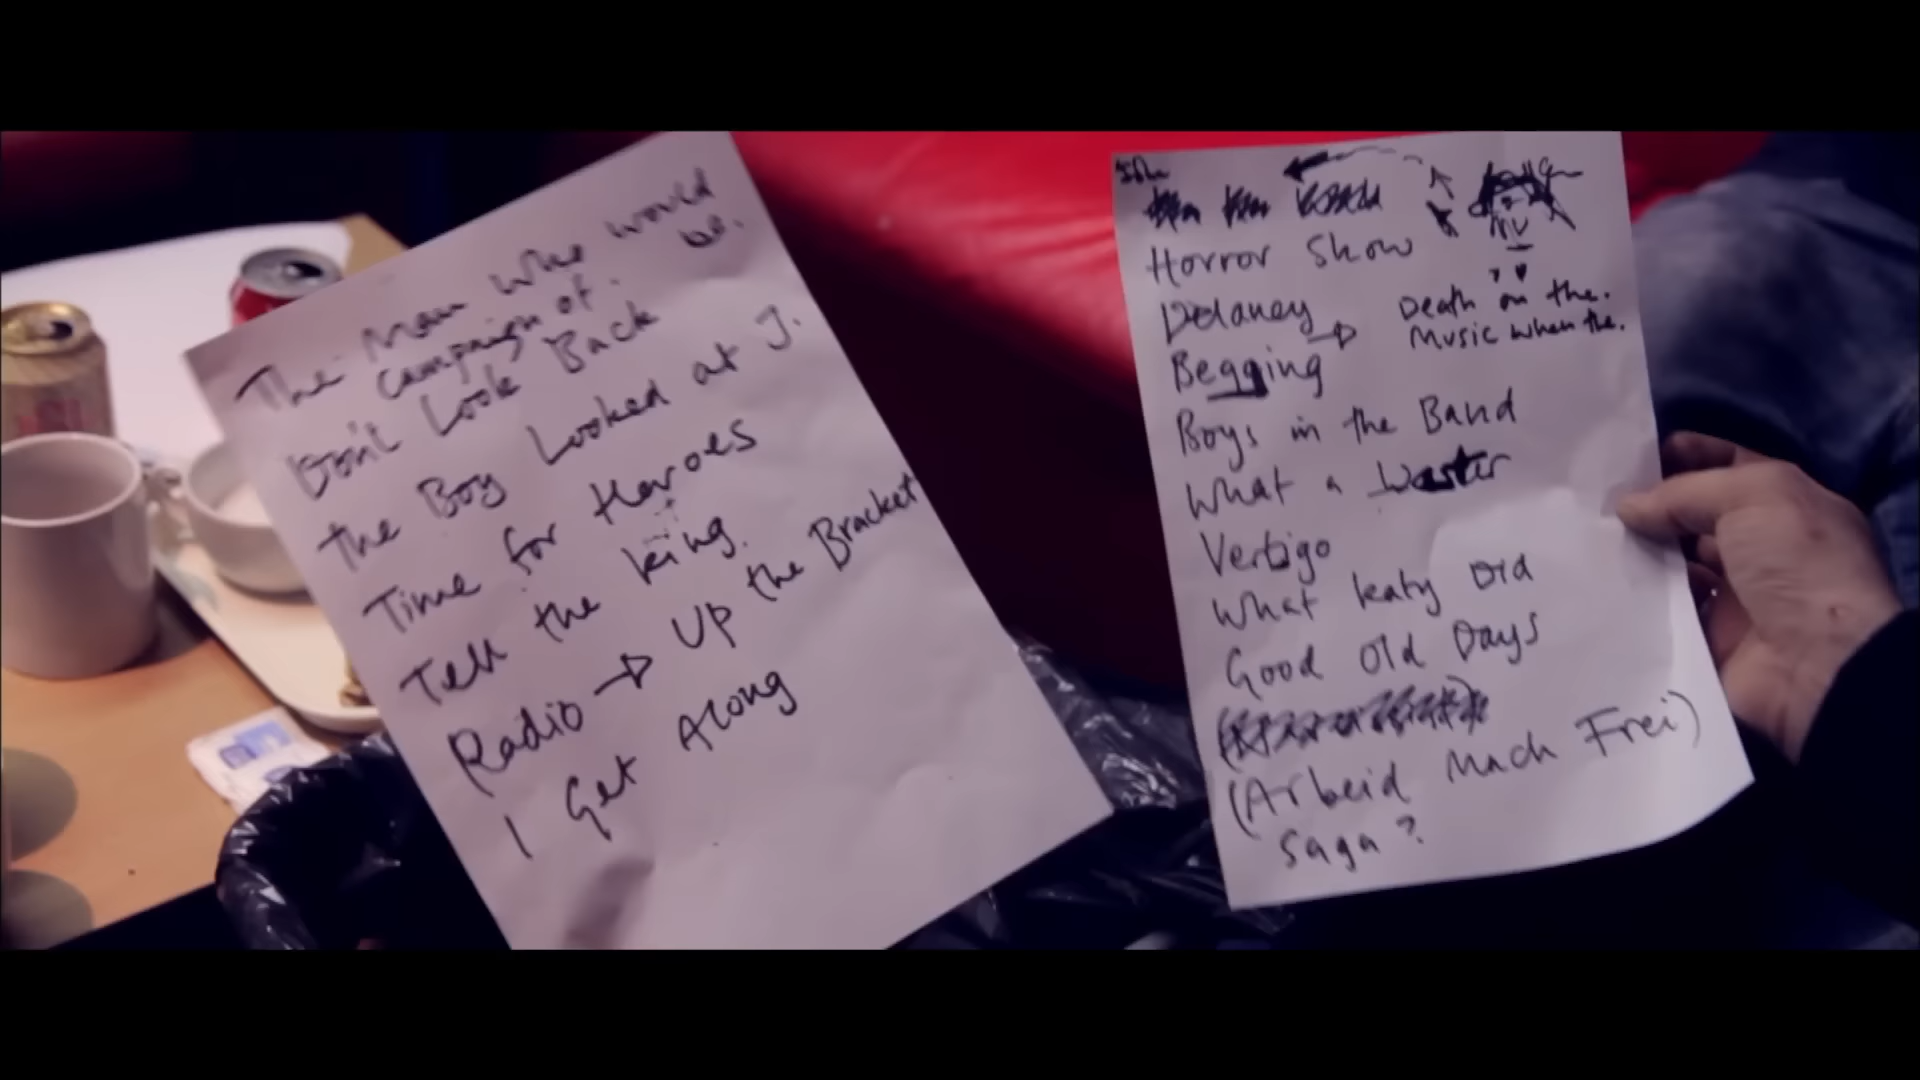 The Man who would be.
campaign of.
Don't Look Back
the Boy Looked at J.
Time for Heroes
Tell the king.
Radio → UP the Bracket
I Get Along
Horror Show
Delaney
→ Death on the.
Music when the.
Begging
Boys in the Band
What a Waster
Vertigo
What katy Did
Good Old Days
(Arbeid Mach Frei)
Saga?